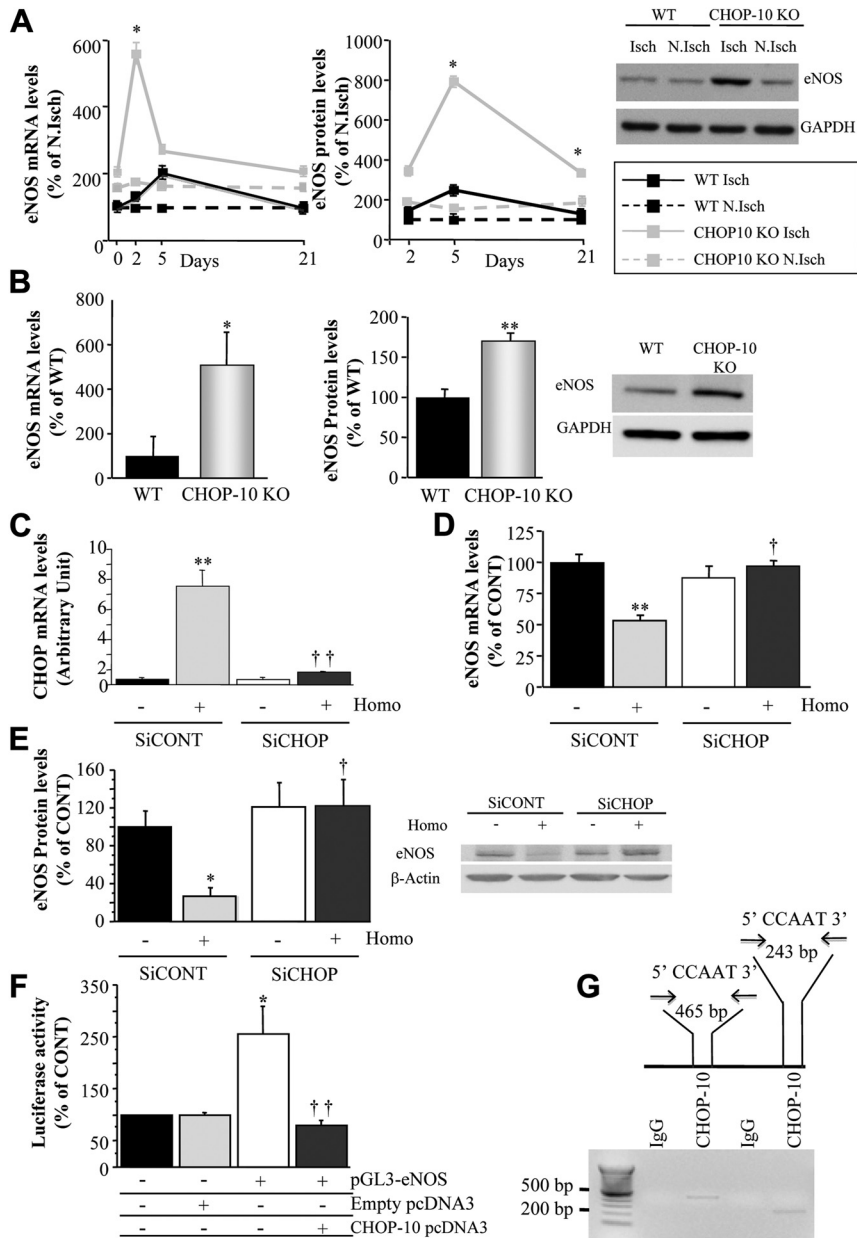 A
eNOS mRNA levels
(% of N.Isch)
600
400
200
0
*
0 2 5 Days 21
eNOS protein levels
(% of N.Isch)
1000
800
600
400
200
0
*
*
2 5 Days 21
WT CHOP-10 KO
Isch N.Isch Isch N.Isch
eNOS
GAPDH
WT Isch
WT N.Isch
CHOP10 KO Isch
CHOP10 KO N.Isch
B
eNOS mRNA levels
(% of WT)
800
600
400
200
0
*
WT CHOP-10 KO
eNOS Protein levels
(% of WT)
200
150
100
50
0
**
WT CHOP-10 KO
WT CHOP-10
KO
eNOS
GAPDH
C
CHOP mRNA levels
(Arbitrary Unit)
10
8
6
4
2
0
**
† †
- + - + Homo
SiCONT SiCHOP
D
eNOS mRNA levels
(% of CONT)
125
100
75
50
25
0
**
†
- + - + Homo
SiCONT SiCHOP
E
eNOS Protein levels
(% of CONT)
160
120
80
40
0
*
†
- + - + Homo
SiCONT SiCHOP
SiCONT SiCHOP
Homo - + - +
eNOS
β-Actin
F
Luciferase activity
(% of CONT)
350
250
150
100
50
0
*
† †
- - + + pGL3-eNOS
- + - - Empty pcDNA3
- - - + CHOP-10 pcDNA3
G
5' CCAAT 3'
243 bp
5' CCAAT 3'
465 bp
IgG
CHOP-10
IgG
CHOP-10
500 bp
200 bp